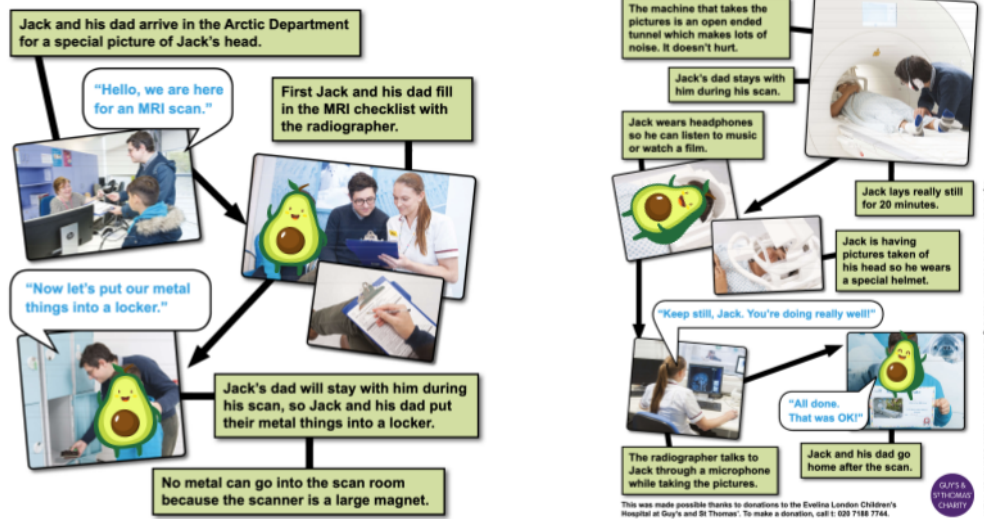 Jack and his dad arrive in the Arctic Department
for a special picture of Jack's head.
"Hello, we are here
for an MRI scan."
First Jack and his dad fill
in the MRI checklist with
the radiographer.
"Now let's put our metal
things into a locker."
Jack's dad will stay with him during
his scan, so Jack and his dad put
their metal things into a locker.
No metal can go into the scan room
because the scanner is a large magnet.
The machine that takes the
pictures is an open ended
tunnel which makes lots of
noise. It doesn't hurt.
Jack's dad stays with
him during his scan.
Jack wears headphones
so he can listen to music
or watch a film.
Jack lays really still
for 20 minutes.
Jack is having
pictures taken of
his head so he wears
a special helmet.
"Keep still, Jack. You're doing really well!"
"All done.
That was OK!"
The radiographer talks to
Jack through a microphone
while taking the pictures.
Jack and his dad go
home after the scan.
This was made possible thanks to donations to the Evelina London Children's
Hospital at Guy's and St Thomas'. To make a donation, call t: 020 7188 7744.
GUY'S &
ST THOMAS'
CHARITY